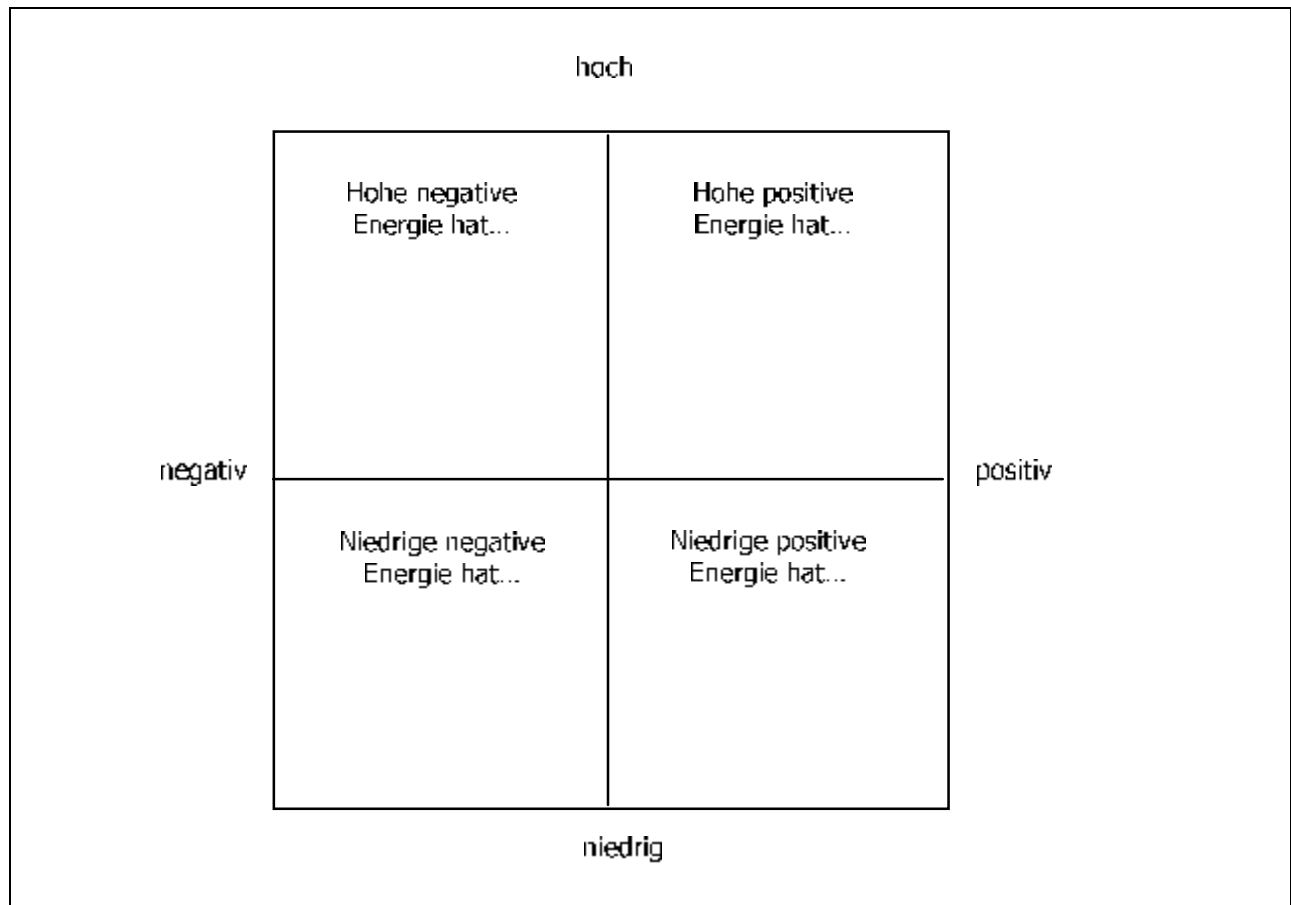 hoch
Hohe negative
Energie hat...
Hohe positive
Energie hat...
negativ
positiv
Niedrige negative
Energie hat...
Niedrige positive
Energie hat...
niedrig